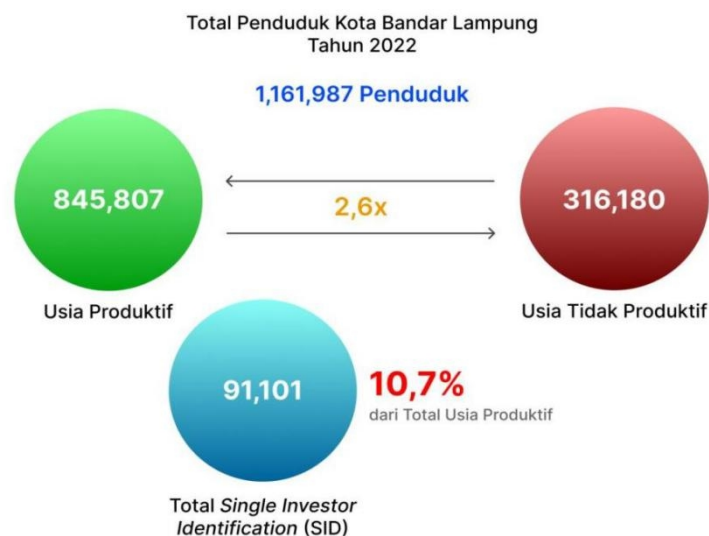 Total Penduduk Kota Bandar Lampung
Tahun 2022
1,161,987 Penduduk
845,807
2,6x
316,180
Usia Produktif
Usia Tidak Produktif
91,101
10,7%
dari Total Usia Produktif
Total Single Investor
Identification (SID)